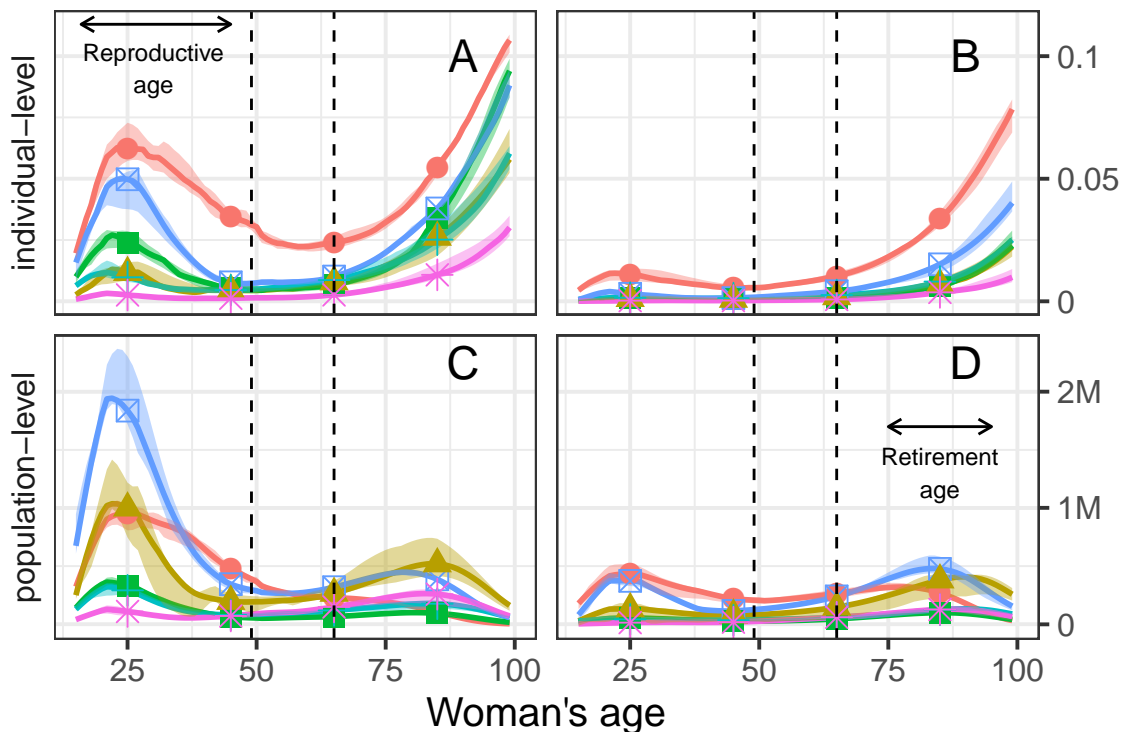 individual−level
Reproductive
age
A
B
0.1
0.05
0
population−level
C
D
Retirement
age
2M
1M
0
25
50
75
100
25
50
75
100
Woman's age